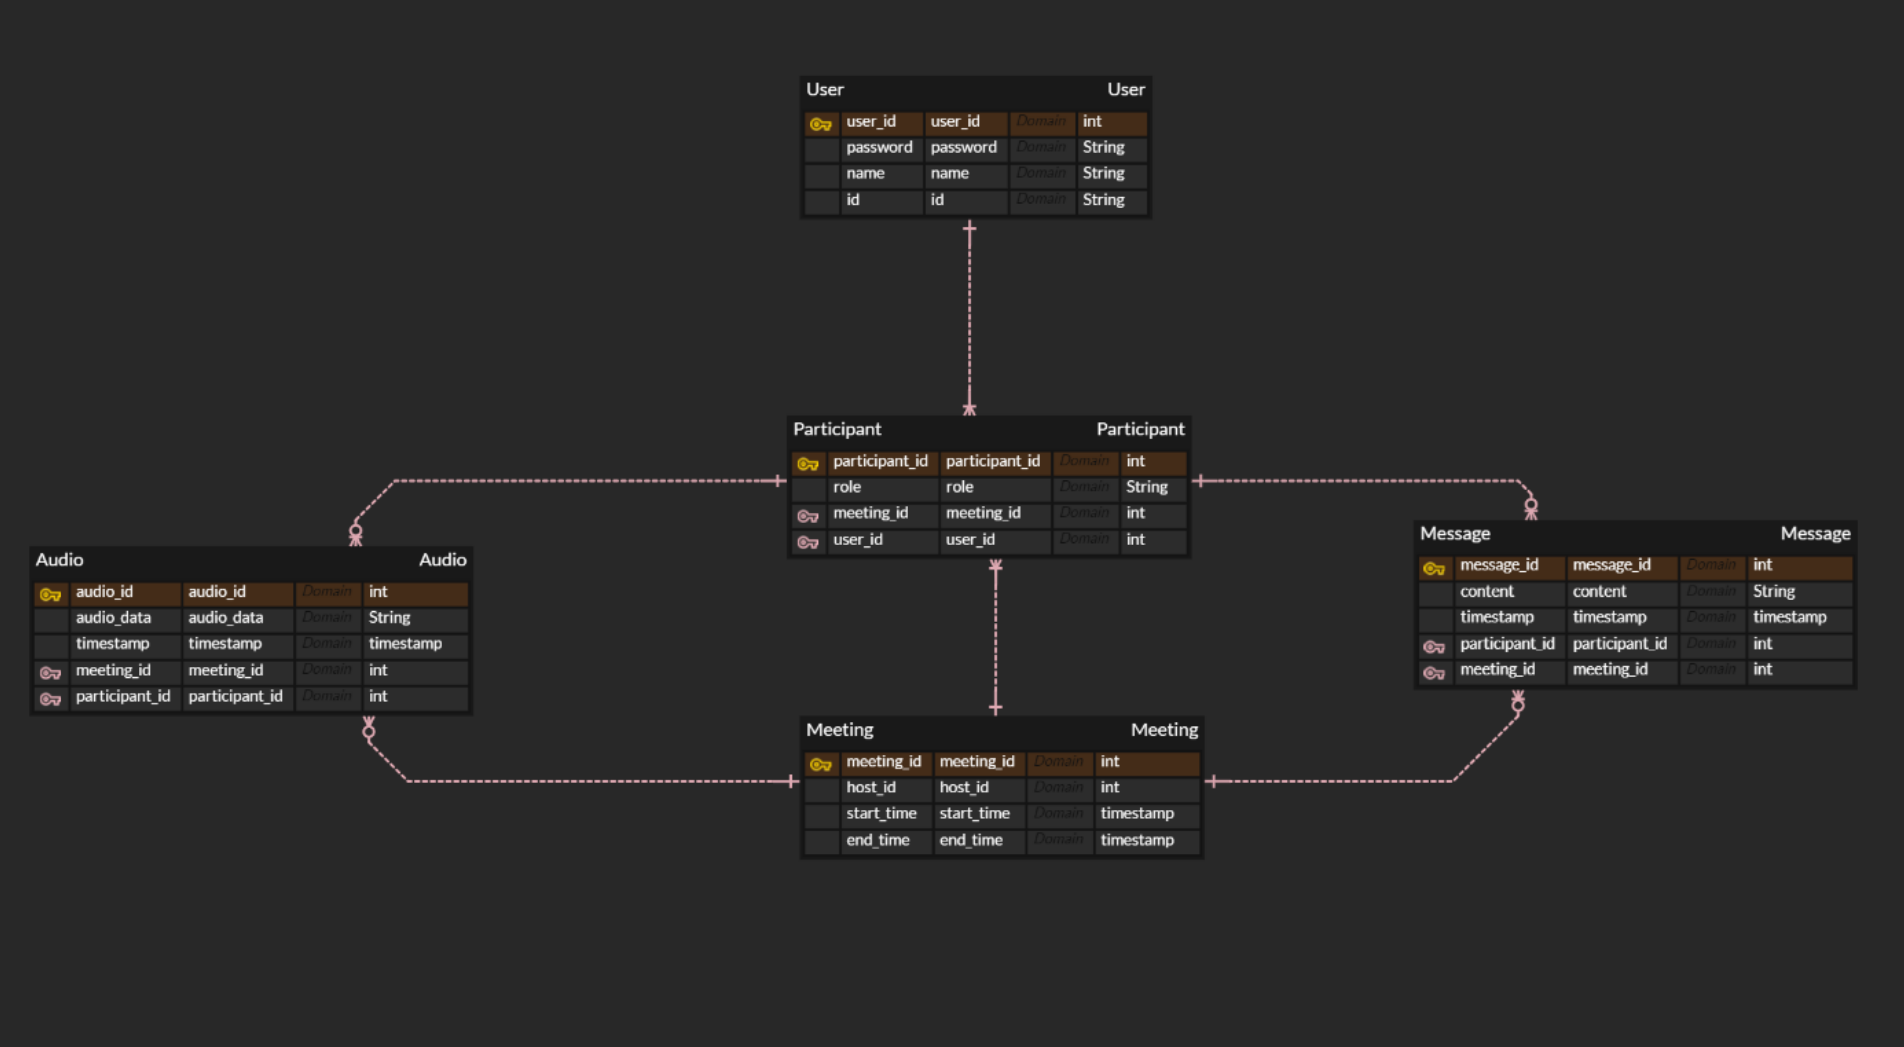 User User
user_id user_id Domain int
password password Domain String
name name Domain String
id id Domain String
Participant Participant
participant_id participant_id Domain int
role role Domain String
meeting_id meeting_id Domain int
user_id user_id Domain int
Audio Audio
audio_id audio_id Domain int
audio_data audio_data Domain String
timestamp timestamp Domain timestamp
meeting_id meeting_id Domain int
participant_id participant_id Domain int
Message Message
message_id message_id Domain int
content content Domain String
timestamp timestamp Domain timestamp
participant_id participant_id Domain int
meeting_id meeting_id Domain int
Meeting Meeting
meeting_id meeting_id Domain int
host_id host_id Domain int
start_time start_time Domain timestamp
end_time end_time Domain timestamp